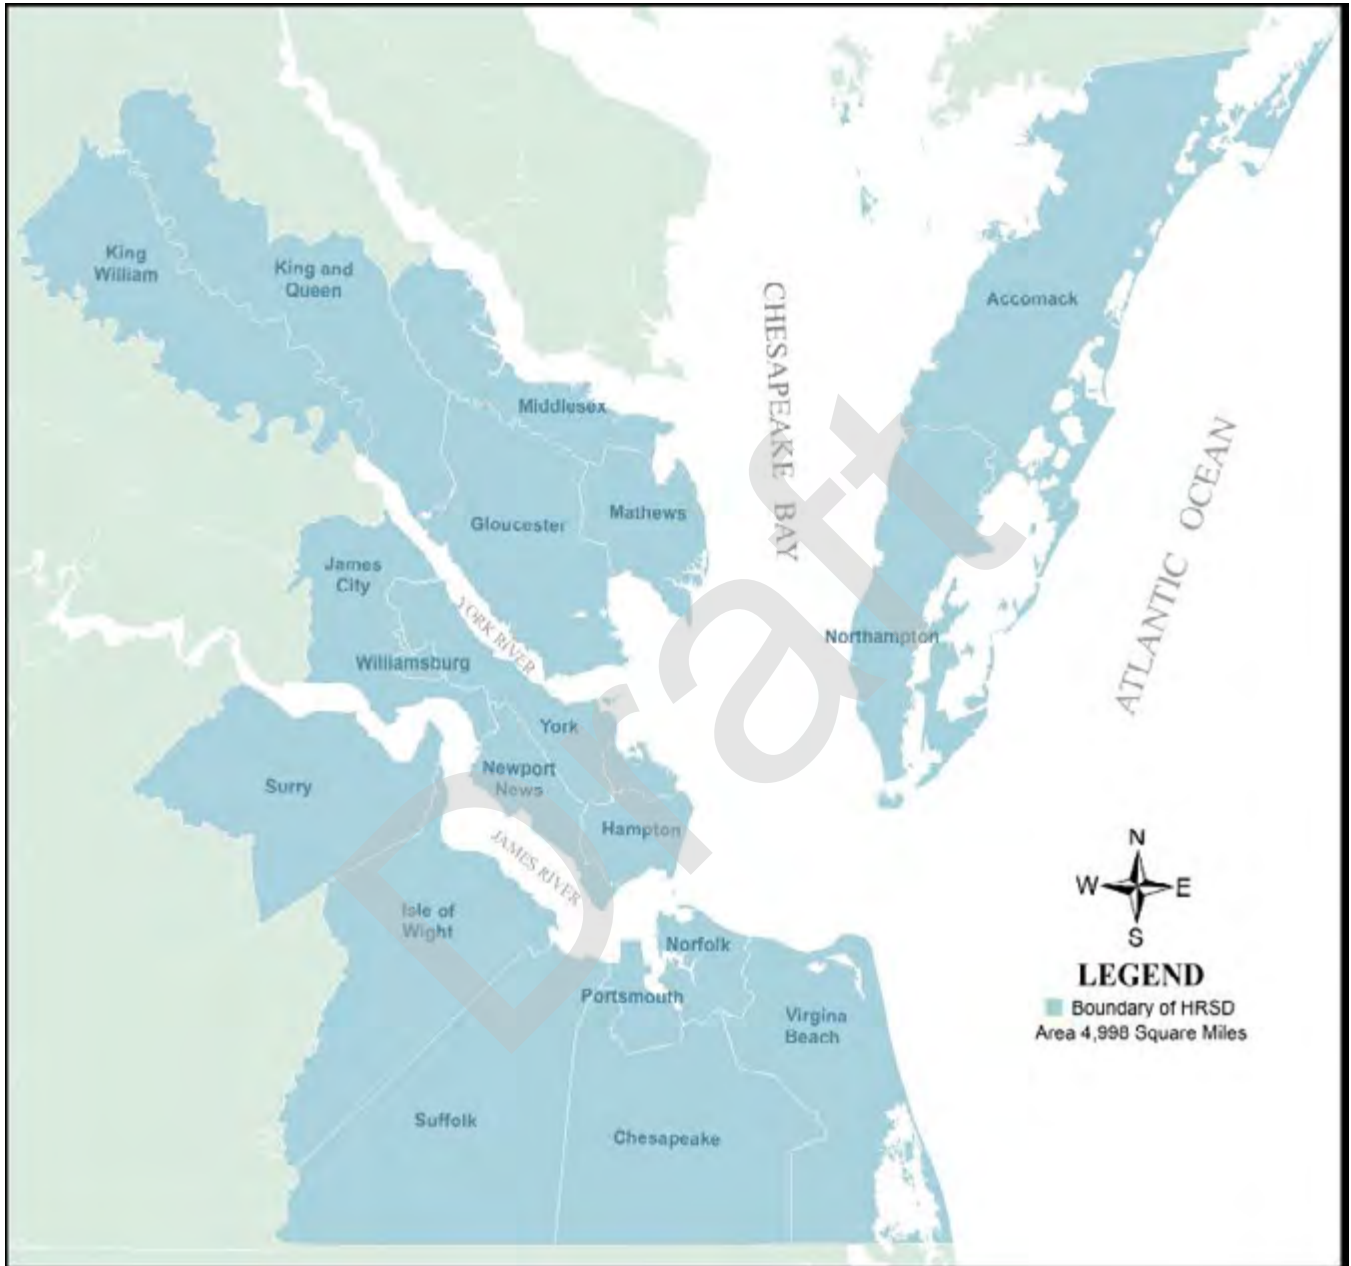 King
William
King and
Queen
Accomack
CHESAPEAKE BAY
Middlesex
ATLANTIC OCEAN
Mathews
Gloucester
James
City
YORK RIVER
Northampton
Williamsburg
York
Newport
News
Surry
Hampton
JAMES RIVER
Isle of
Wight
Norfolk
Portsmouth
Virgina
Beach
Suffolk
Chesapeake
Draft
N
W E
S
LEGEND
Boundary of HRSD
Area 4,998 Square Miles